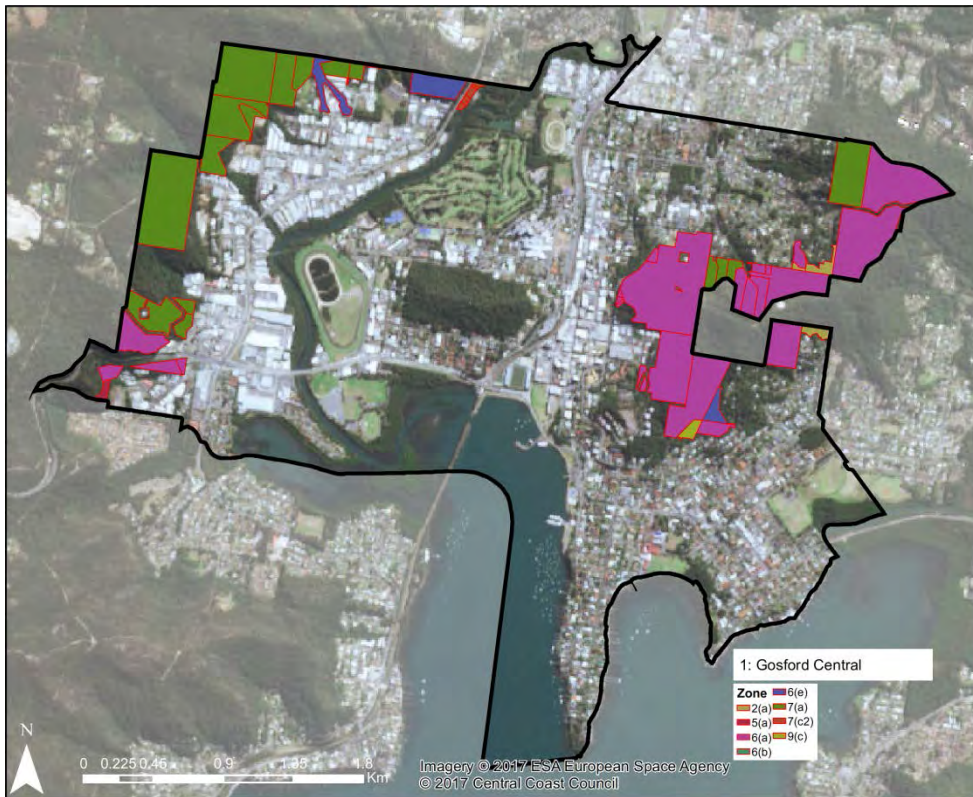 1: Gosford Central
Zone
2(a)
5(a)
6(a)
6(b)
6(e)
7(a)
7(c2)
9(c)
N
0 0.225 0.45 0.9 1.35 1.8
Km
Imagery © 2017 ESA European Space Agency
© 2017 Central Coast Council